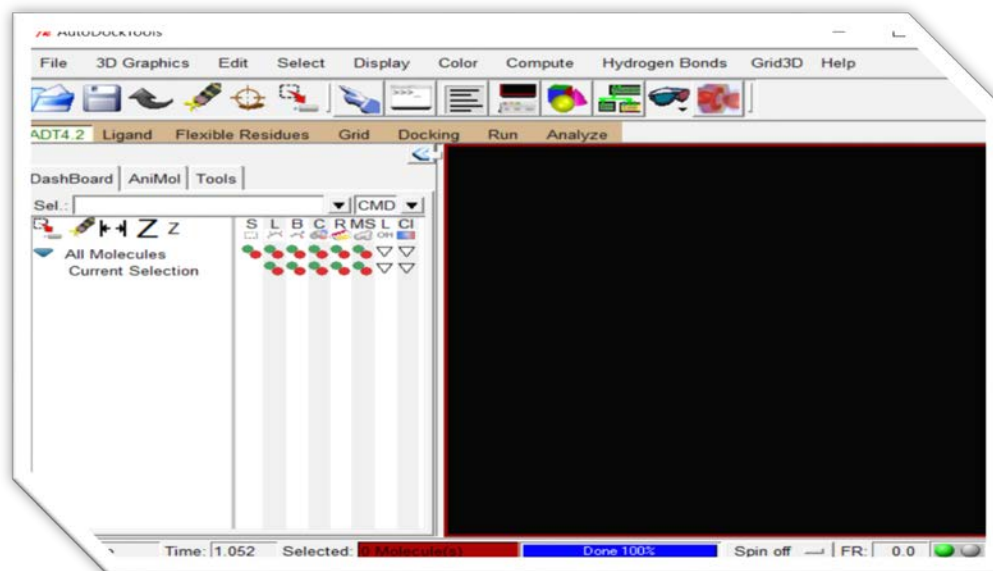 AutoDockTools
File 3D Graphics Edit Select Display Color Compute Hydrogen Bonds Grid3D Help
ADT4.2 Ligand Flexible Residues Grid Docking Run Analyze
DashBoard AniMol Tools
Sel.: CMD
Z Z S L B C R MS L Cl
All Molecules
Current Selection
Time: 1.052 Selected: 0 Molecule(s) Done 100% Spin off FR: 0.0